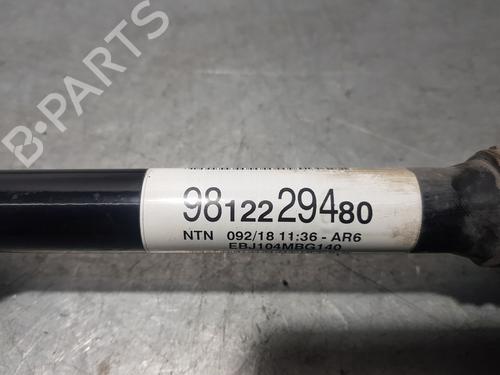 B-PARTS
9812229480
NTN 092/18 11:36 - AR6
EBJ104MBG140